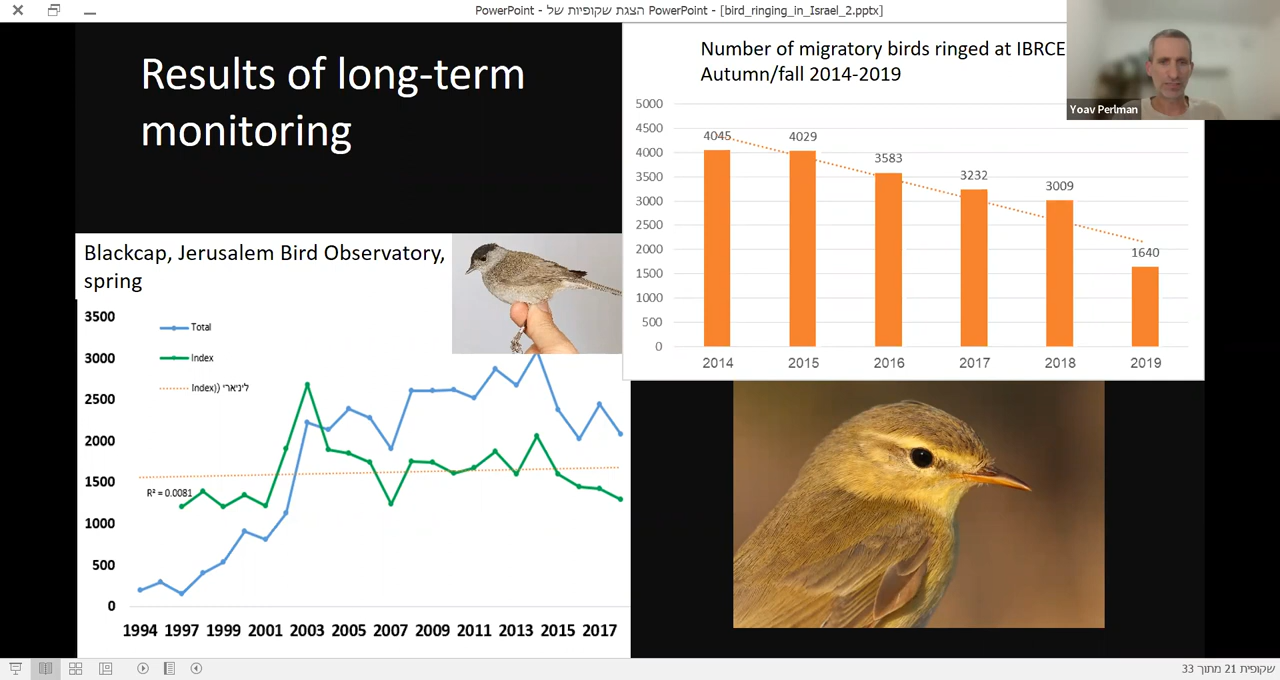 PowerPoint - הצגת שקופיות של PowerPoint - [bird_ringing_in_Israel_2.pptx]
Results of long-term
monitoring
Number of migratory birds ringed at IBRCE
Autumn/fall 2014-2019
Yoav Perlman
5000
4500
4000
3500
3000
2500
2000
1500
1000
500
0
4045
4029
3583
3232
3009
1640
2014 2015 2016 2017 2018 2019
Blackcap, Jerusalem Bird Observatory,
spring
3500
3000
2500
2000
1500
1000
500
0
Total
Index
ליניארי (Index)
R² = 0.0081
1994 1997 1999 2001 2003 2005 2007 2009 2011 2013 2015 2017
שקופית 21 מתוך 33